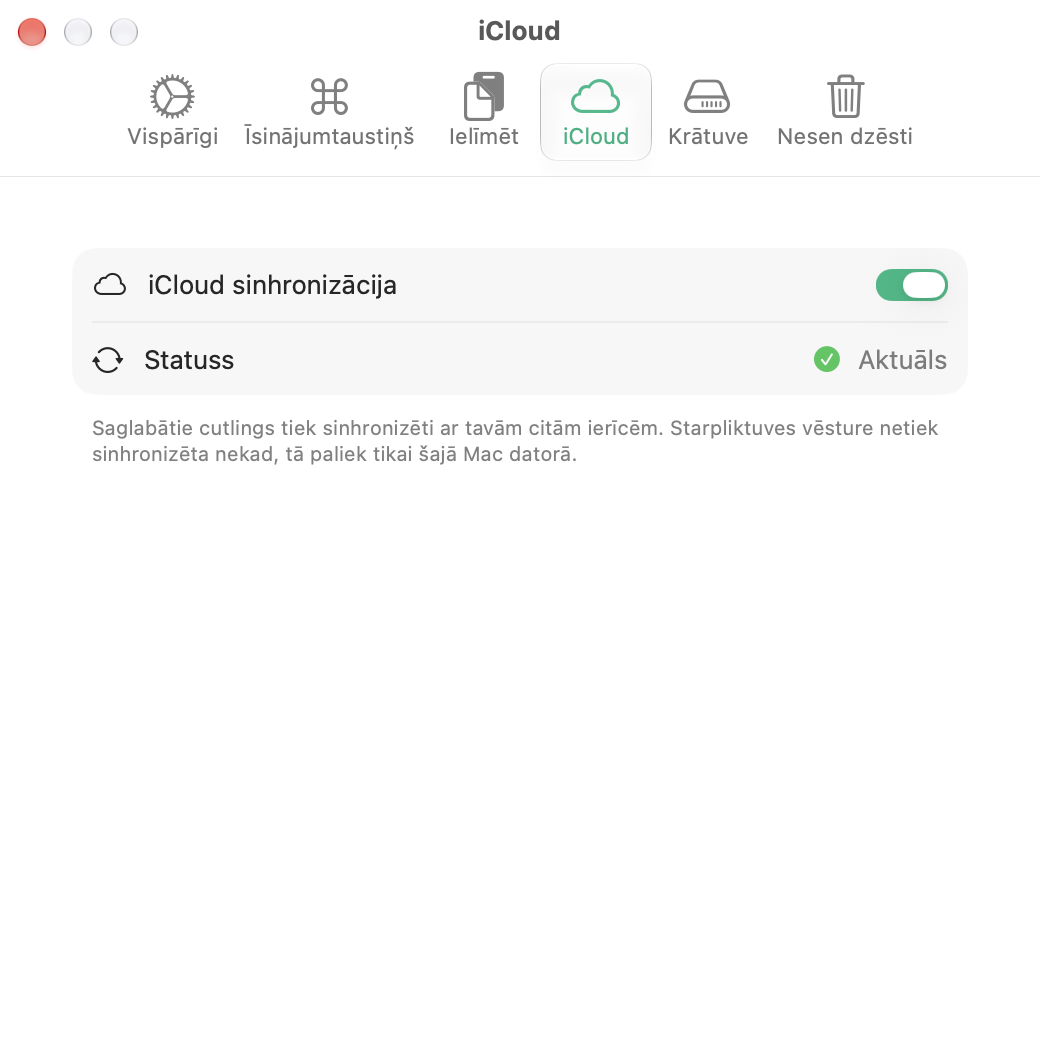 iCloud
Vispārīgi
Īsinājumtaustiņš
Ielīmēt
iCloud
Krātuve
Nesen dzēsti
iCloud sinhronizācija
Statuss
Aktuāls
Saglabātie cutlings tiek sinhronizēti ar tavām citām ierīcēm. Starpliktuves vēsture netiek
sinhronizēta nekad, tā paliek tikai šajā Mac datorā.